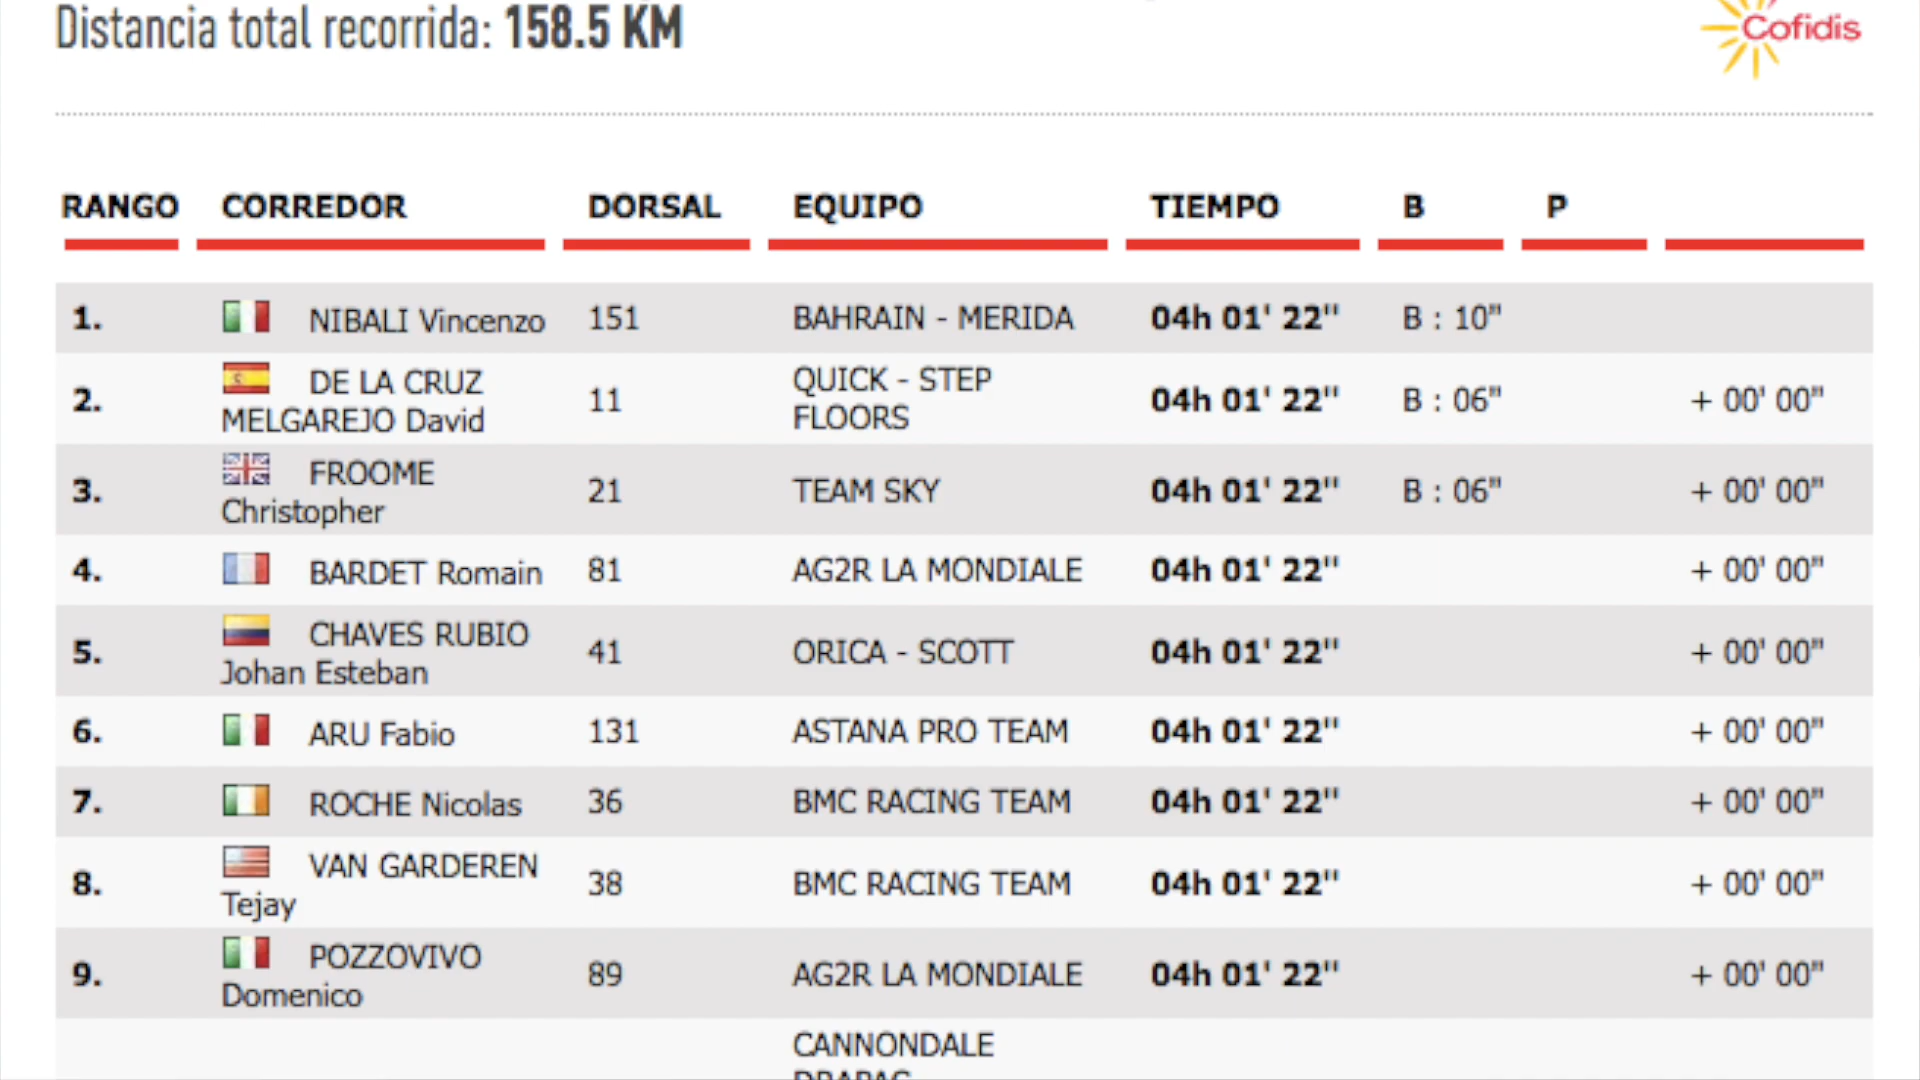 Distancia total recorrida: 158.5 KM
Cofidis
RANGO CORREDOR DORSAL EQUIPO TIEMPO B P
1. NIBALI Vincenzo 151 BAHRAIN - MERIDA 04h 01' 22" B : 10"
2. DE LA CRUZ MELGAREJO David 11 QUICK - STEP FLOORS 04h 01' 22" B : 06" + 00' 00"
3. FROOME Christopher 21 TEAM SKY 04h 01' 22" B : 06" + 00' 00"
4. BARDET Romain 81 AG2R LA MONDIALE 04h 01' 22" + 00' 00"
5. CHAVES RUBIO Johan Esteban 41 ORICA - SCOTT 04h 01' 22" + 00' 00"
6. ARU Fabio 131 ASTANA PRO TEAM 04h 01' 22" + 00' 00"
7. ROCHE Nicolas 36 BMC RACING TEAM 04h 01' 22" + 00' 00"
8. VAN GARDEREN Tejay 38 BMC RACING TEAM 04h 01' 22" + 00' 00"
9. POZZOVIVO Domenico 89 AG2R LA MONDIALE 04h 01' 22" + 00' 00"
CANNONDALE